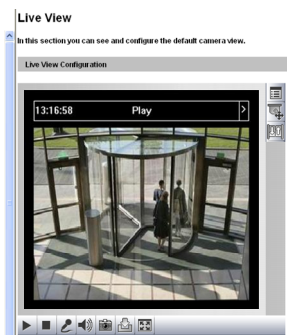 Live View
In this section you can see and configure the default camera view.
Live View Configuration
13:16:58 Play >